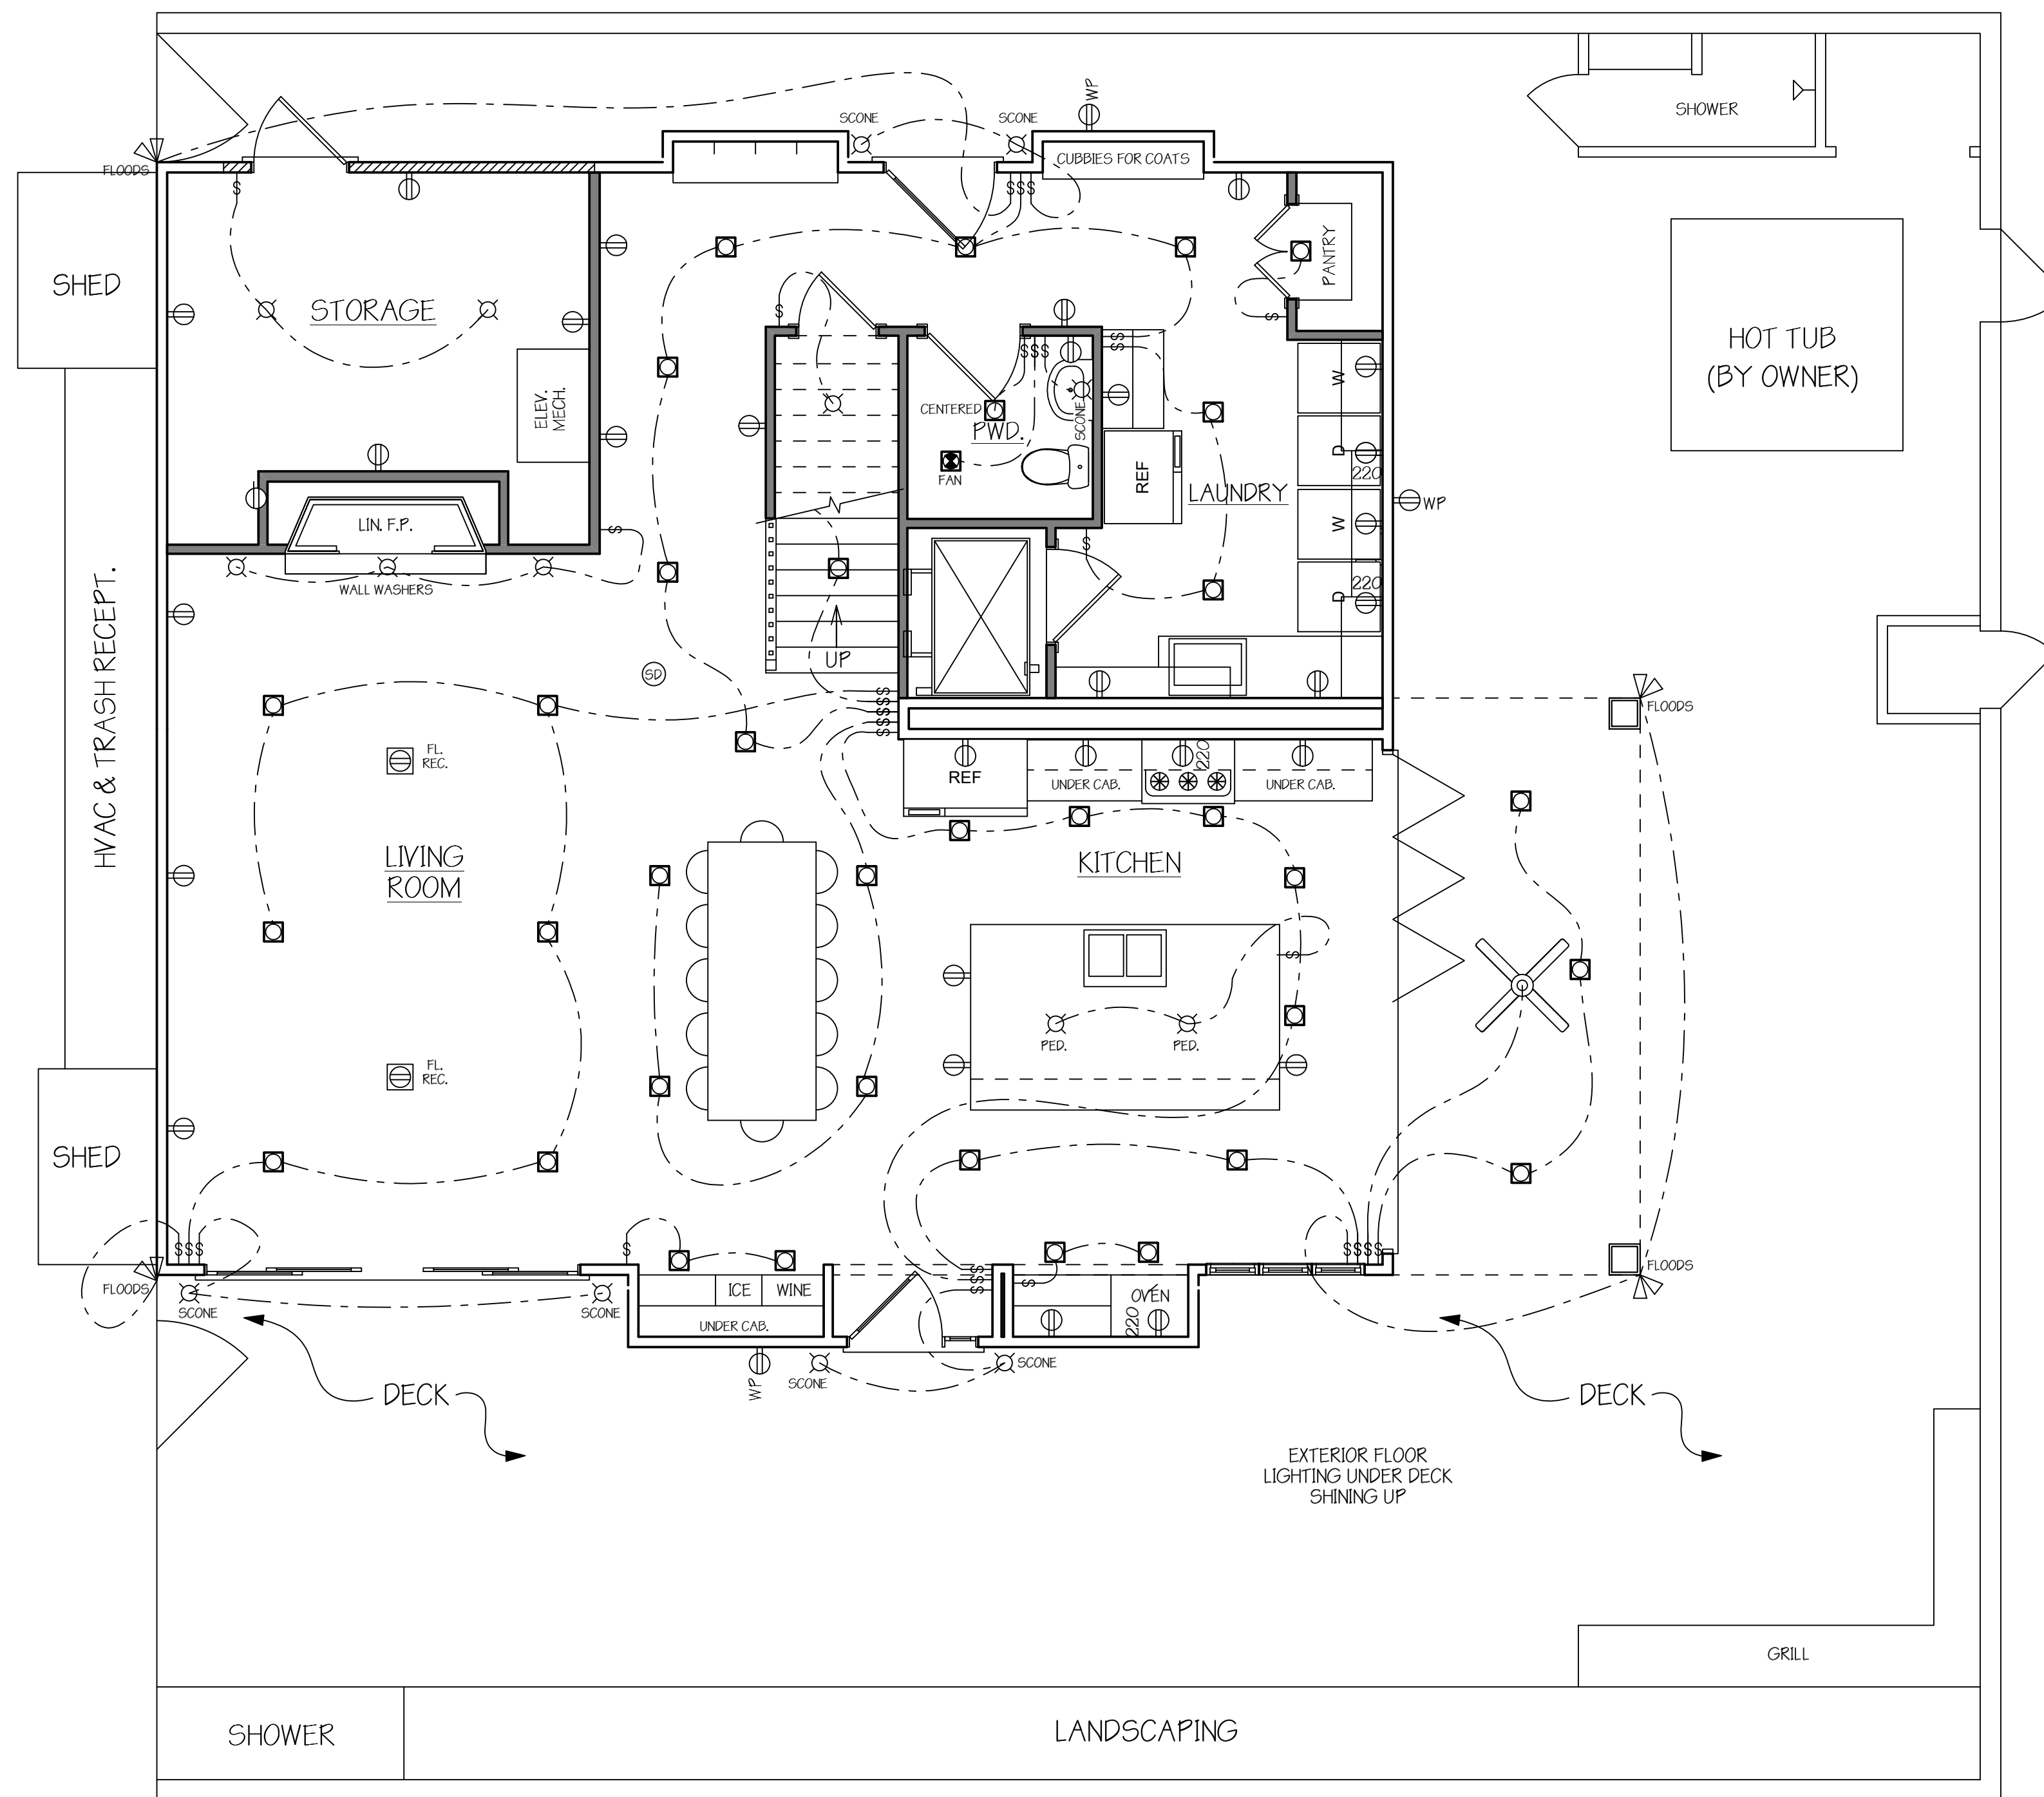 WP
SCONE
SCONE
SHOWER
CUBBIES FOR COATS
FLOODS
S
S S S
PANTRY
SHED
STORAGE
S
S
HOT TUB
(BY OWNER)
S
S
S S S
ELEV.
MECH.
W
CENTERED
PWD.
SCONE
D
220
FAN
REF
LAUNDRY
WP
LIN. F.P.
W
S
S
WALL WASHERS
220
D
HVAC & TRASH RECEPT.
UP
SD
S
S
S
S
S
FLOODS
FL.
REC.
REF
UNDER CAB.
220
UNDER CAB.
LIVING
ROOM
KITCHEN
S
PED.
PED.
FL.
REC.
SHED
S S S
S
S S S S
FLOODS
FLOODS
SCONE
SCONE
ICE
WINE
S
S
S
S
OVEN
220
UNDER CAB.
WP
SCONE
SCONE
DECK
DECK
EXTERIOR FLOOR
LIGHTING UNDER DECK
SHINING UP
GRILL
SHOWER
LANDSCAPING